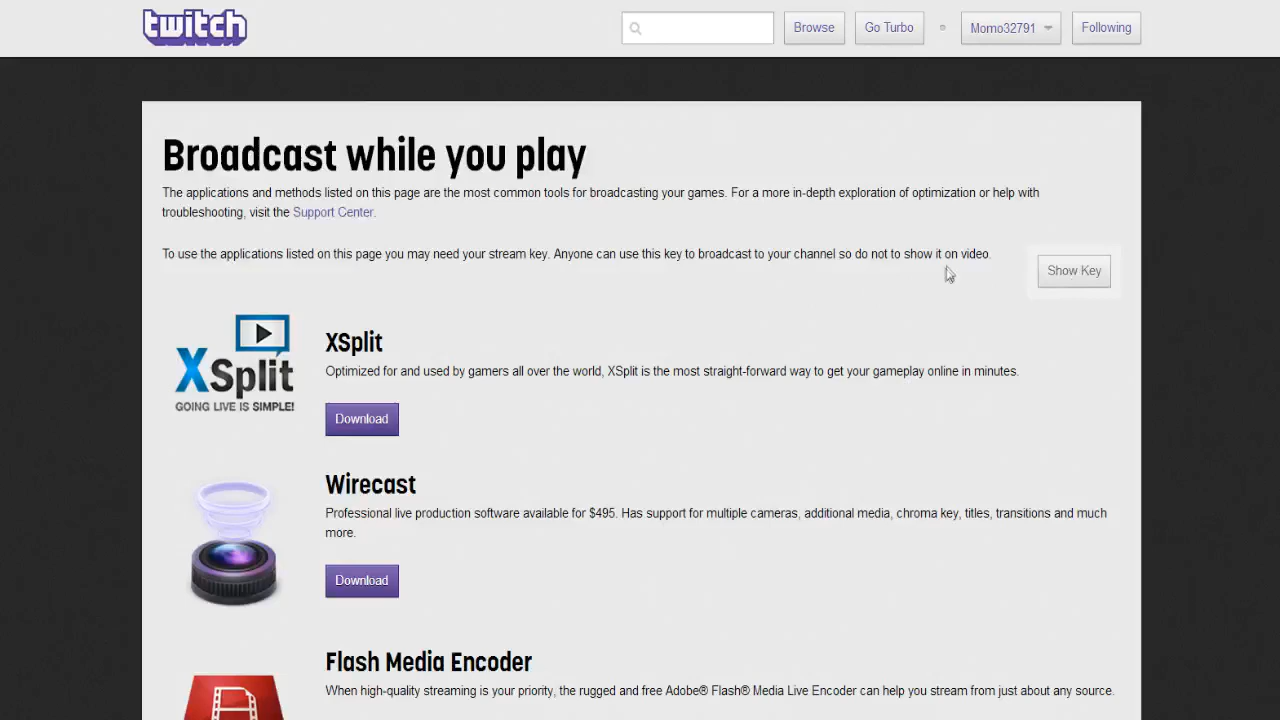 twitch
Browse
Go Turbo
Momo32791
Following
Broadcast while you play
The applications and methods listed on this page are the most common tools for broadcasting your games. For a more in-depth exploration of optimization or help with
troubleshooting, visit the Support Center.
To use the applications listed on this page you may need your stream key. Anyone can use this key to broadcast to your channel so do not to show it on video.
Show Key
XSplit
GOING LIVE IS SIMPLE!
XSplit
Optimized for and used by gamers all over the world, XSplit is the most straight-forward way to get your gameplay online in minutes.
Download
Wirecast
Professional live production software available for $495. Has support for multiple cameras, additional media, chroma key, titles, transitions and much
more.
Download
Flash Media Encoder
When high-quality streaming is your priority, the rugged and free Adobe® Flash® Media Live Encoder can help you stream from just about any source.